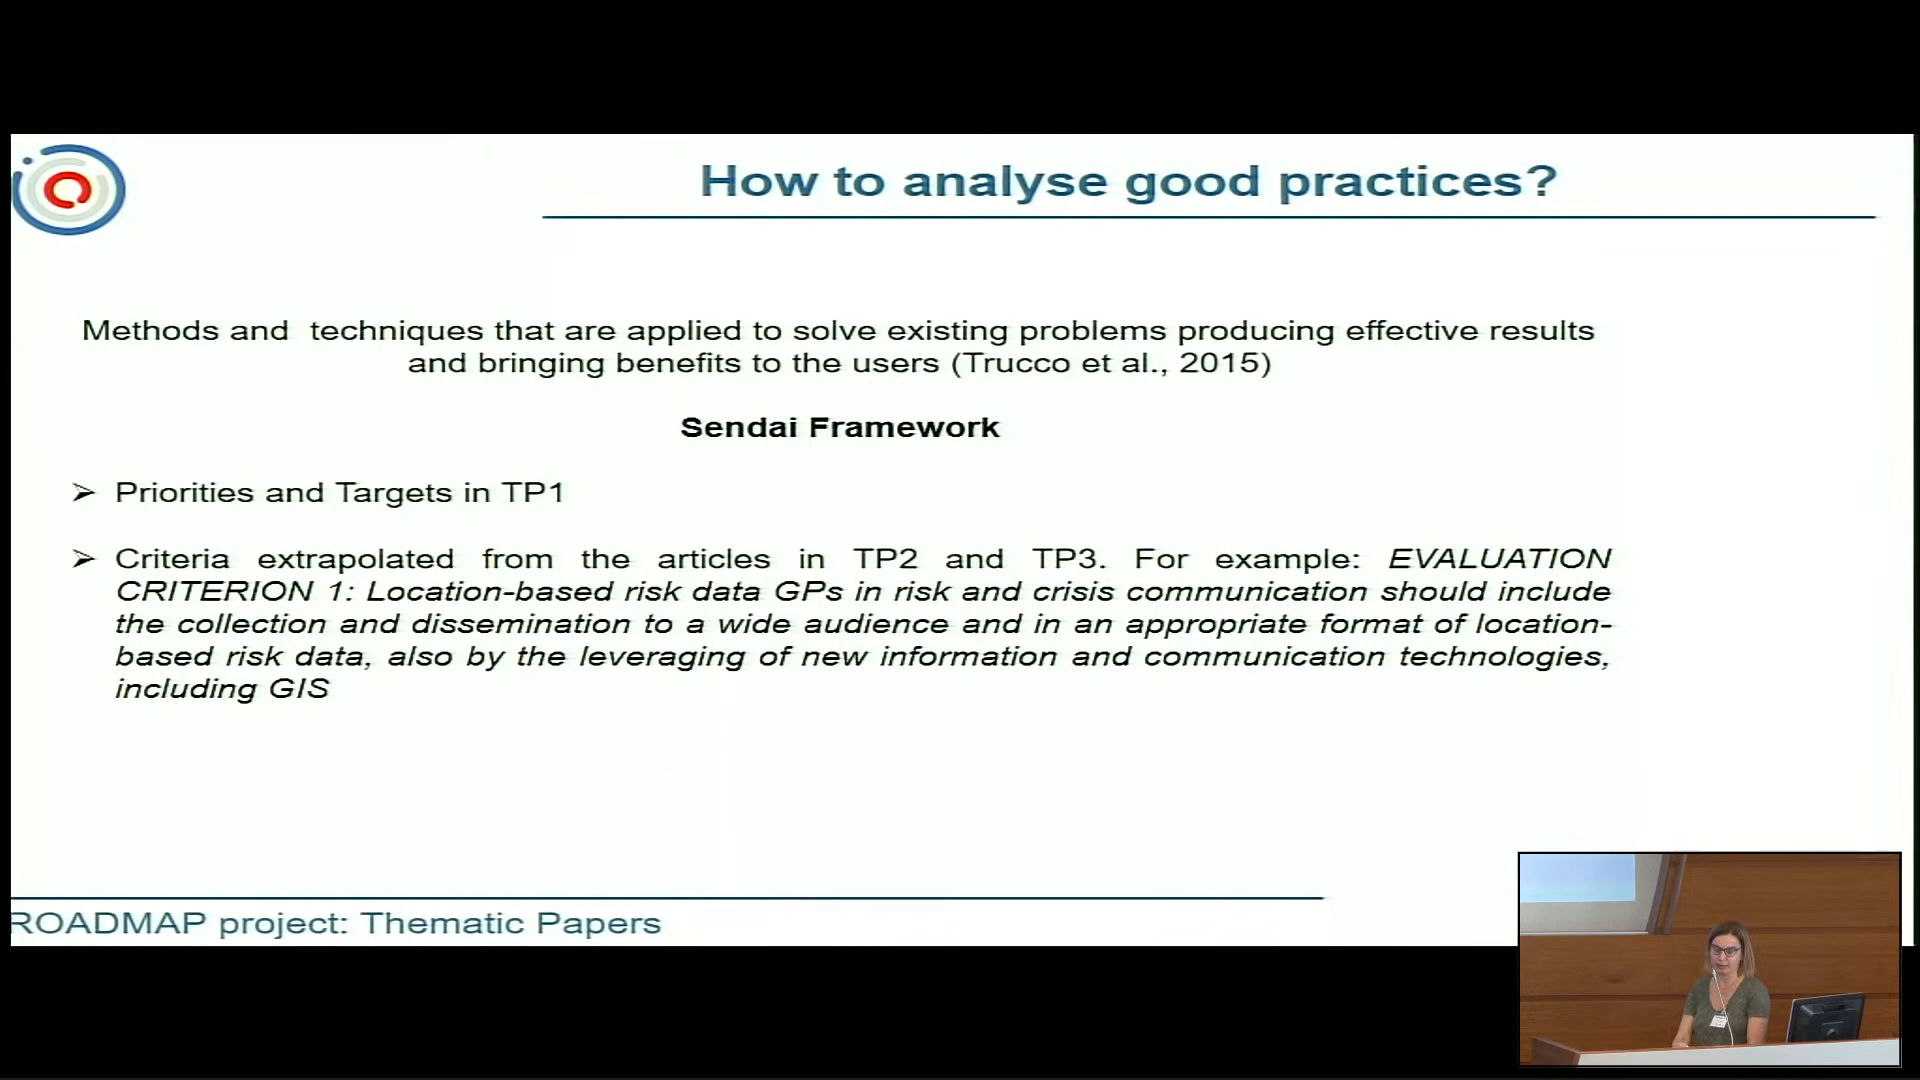 How to analyse good practices?
Methods and techniques that are applied to solve existing problems producing effective results
and bringing benefits to the users (Trucco et al., 2015)
Sendai Framework
➢ Priorities and Targets in TP1
➢ Criteria extrapolated from the articles in TP2 and TP3. For example: EVALUATION
CRITERION 1: Location-based risk data GPs in risk and crisis communication should include
the collection and dissemination to a wide audience and in an appropriate format of location-
based risk data, also by the leveraging of new information and communication technologies,
including GIS
ROADMAP project: Thematic Papers